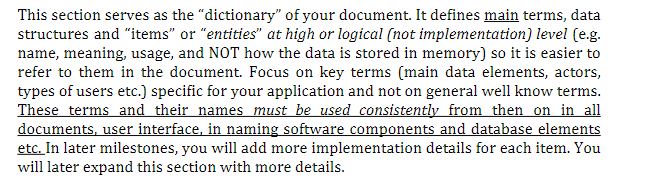 This section serves as the “dictionary” of your document. It defines main terms, data
structures and “items” or “entities” at high or logical (not implementation) level (e.g.
name, meaning, usage, and NOT how the data is stored in memory) so it is easier to
refer to them in the document. Focus on key terms (main data elements, actors,
types of users etc.) specific for your application and not on general well know terms.
These terms and their names must be used consistently from then on in all
documents, user interface, in naming software components and database elements
etc. In later milestones, you will add more implementation details for each item. You
will later expand this section with more details.